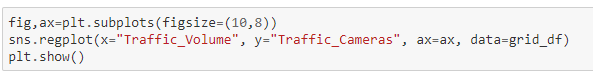 fig,ax=plt.subplots(figsize=(10,8))
sns.regplot(x="Traffic_Volume", y="Traffic_Cameras", ax=ax, data=grid_df)
plt.show()